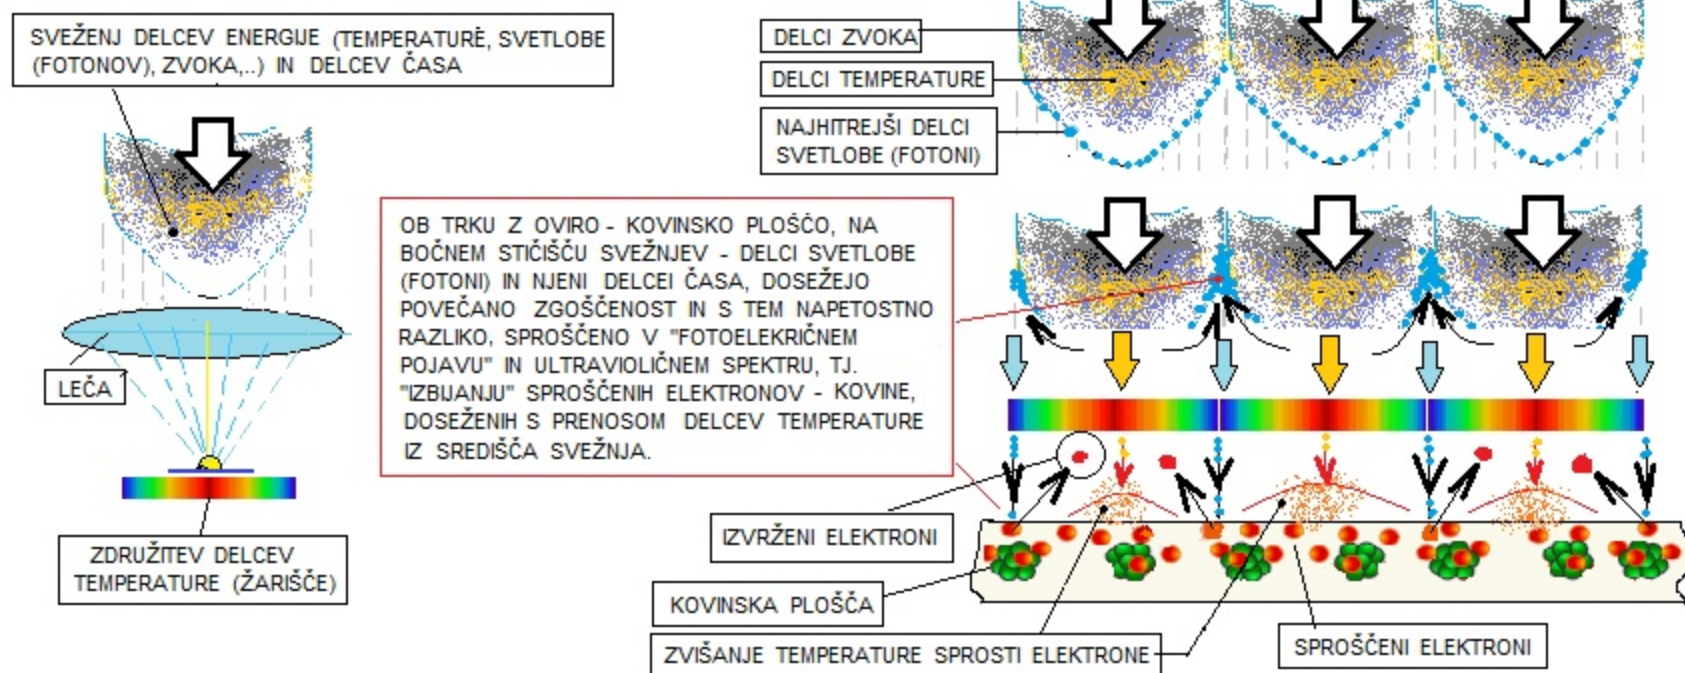 SVEŽENJ DELCEV ENERGIJE (TEMPERATURE, SVETLOBE
(FOTONOV), ZVOKA,..) IN DELCEV ČASA
LEČA
ZDRUŽITEV DELCEV
TEMPERATURE (ŽARIŠČE)
DELCI ZVOKA
DELCI TEMPERATURE
NAJHITREJŠI DELCI
SVETLOBE (FOTONI)
OB TRKU Z OVIRO - KOVINSKO PLOŠČO, NA
BOČNEM STIČIŠČU SVEŽNJEV - DELCI SVETLOBE
(FOTONI) IN NJENI DELCEI ČASA, DOSEŽEJO
POVEČANO ZGOŠČENOST IN S TEM NAPETOSTNO
RAZLIKO, SPROŠČENO V "FOTOELEKRIČNEM
POJAVU" IN ULTRAVIOLIČNEM SPEKTRU, TJ.
"IZBIJANJU" SPROŠČENIH ELEKTRONOV - KOVINE,
DOSEŽENIH S PRENOSOM DELCEV TEMPERATURE
IZ SREDIŠČA SVEŽNJA.
IZVRŽENI ELEKTRONI
KOVINSKA PLOŠČA
ZVIŠANJE TEMPERATURE SPROSTI ELEKTRONE
SPROŠČENI ELEKTRONI